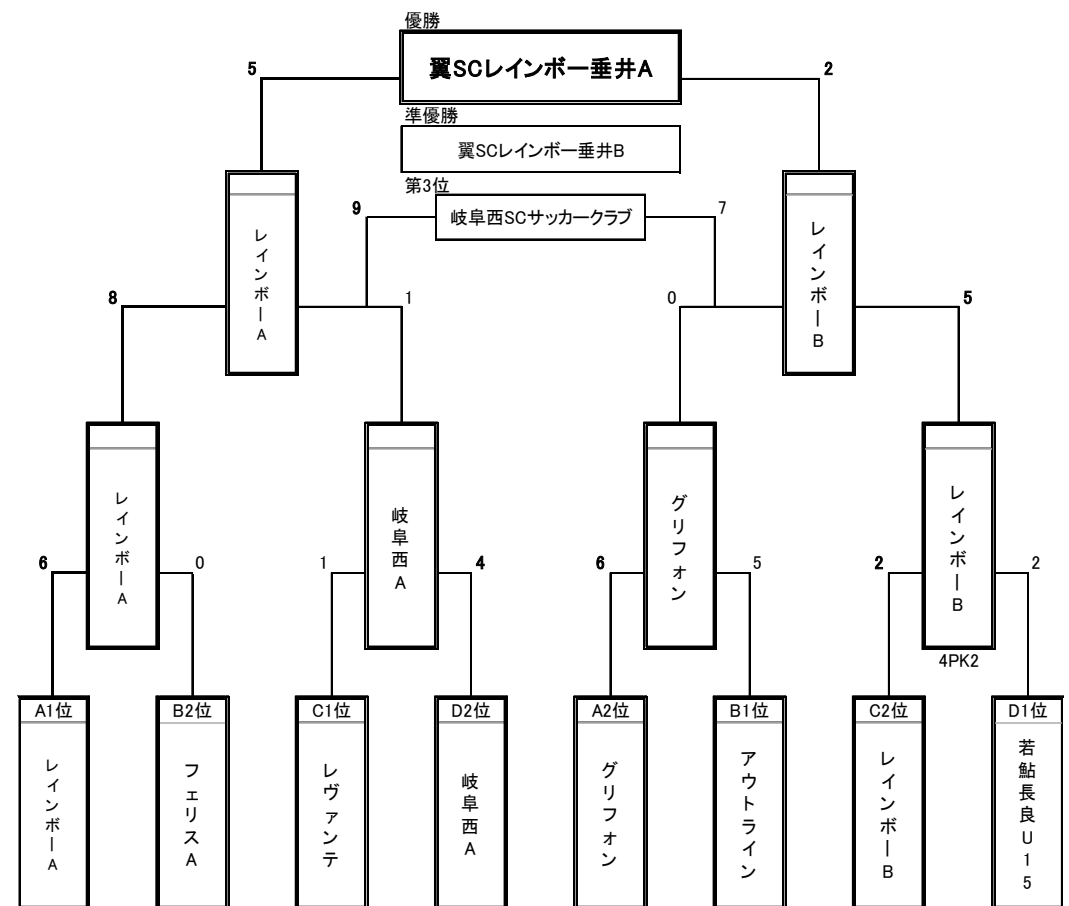 優勝
翼SCレインボー垂井A
5
2
準優勝
翼SCレインボー垂井B
第3位
岐阜西SCサッカークラブ
9
7
レインボーA
レインボーB
8
1
0
5
レインボーA
岐阜西A
グリフォン
レインボーB
6
0
1
4
6
5
2
2
4PK2
A1位
B2位
C1位
D2位
A2位
B1位
C2位
D1位
レインボーA
フェリスA
レヴァンテ
岐阜西A
グリフォン
アウトライン
レインボーB
若鮎長良U15